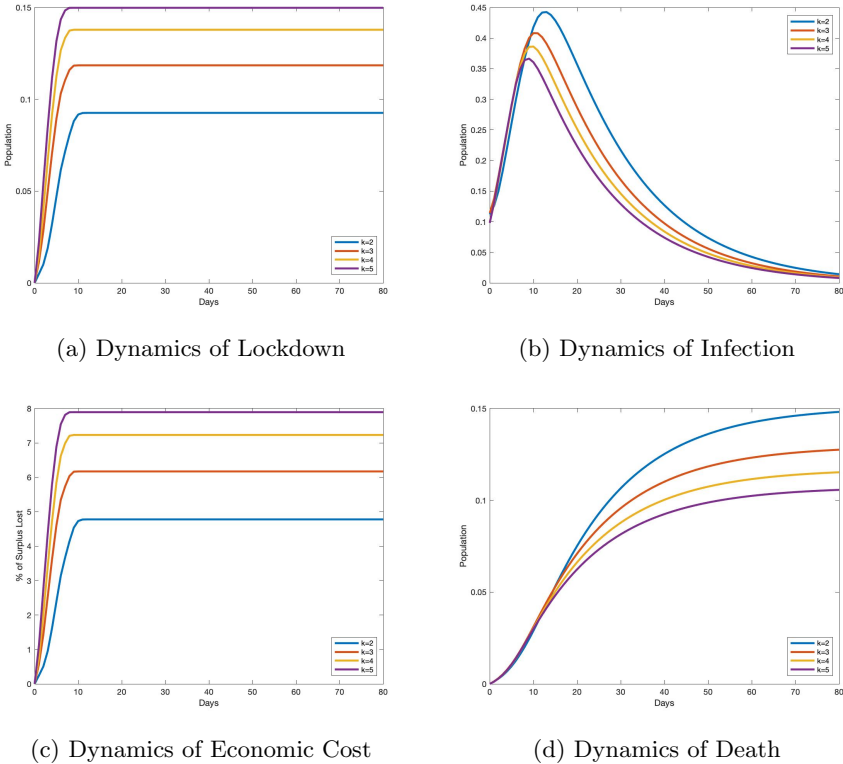 0.15
0.1
0.05
0
Population
0 10 20 30 40 50 60 70 80
Days
k=2
k=3
k=4
k=5
(a) Dynamics of Lockdown
0.45
0.4
0.35
0.3
0.25
0.2
0.15
0.1
0.05
0
Population
0 10 20 30 40 50 60 70 80
Days
k=2
k=3
k=4
k=5
(b) Dynamics of Infection
8
7
6
5
4
3
2
1
0
% of Surplus Lost
0 10 20 30 40 50 60 70 80
Days
k=2
k=3
k=4
k=5
(c) Dynamics of Economic Cost
0.15
0.1
0.05
0
Population
0 10 20 30 40 50 60 70 80
Days
k=2
k=3
k=4
k=5
(d) Dynamics of Death